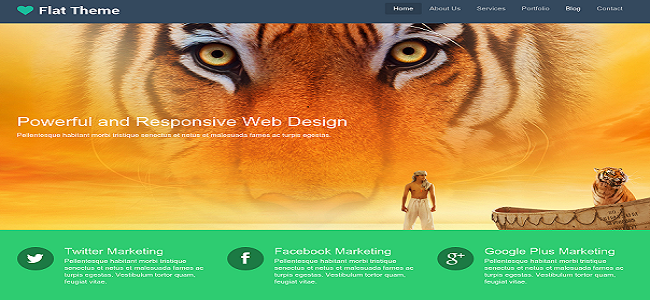 Flat Theme
Home About Us Services Portfolio Blog Contact
Powerful and Responsive Web Design
Pellentesque habitant morbi tristique senectus et netus et malesuada fames ac turpis egestas.
Twitter Marketing
Pellentesque habitant morbi tristique
senectus et netus et malesuada fames ac
turpis egestas. Vestibulum tortor quam,
feugiat vitae.
Facebook Marketing
Pellentesque habitant morbi tristique
senectus et netus et malesuada fames ac
turpis egestas. Vestibulum tortor quam,
feugiat vitae.
Google Plus Marketing
Pellentesque habitant morbi tristique
senectus et netus et malesuada fames ac
turpis egestas. Vestibulum tortor quam,
feugiat vitae.